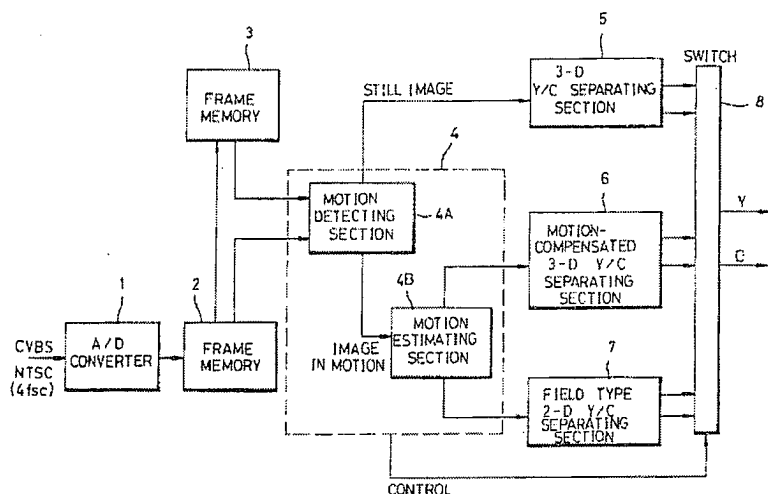 3
FRAME
MEMORY
STILL IMAGE
5
3-D
Y/C SEPARATING
SECTION
SWITCH
8
4
MOTION
DETECTING
SECTION
4A
6
MOTION-
COMPENSATED
3-D Y/C
SEPARATING
SECTION
Y
C
1
A/D
CONVERTER
CVBS
NTSC
(4fsc)
2
FRAME
MEMORY
4B
MOTION
ESTIMATING
SECTION
IMAGE
IN MOTION
7
FIELD TYPE
2-D Y/C
SEPARATING
SECTION
CONTROL